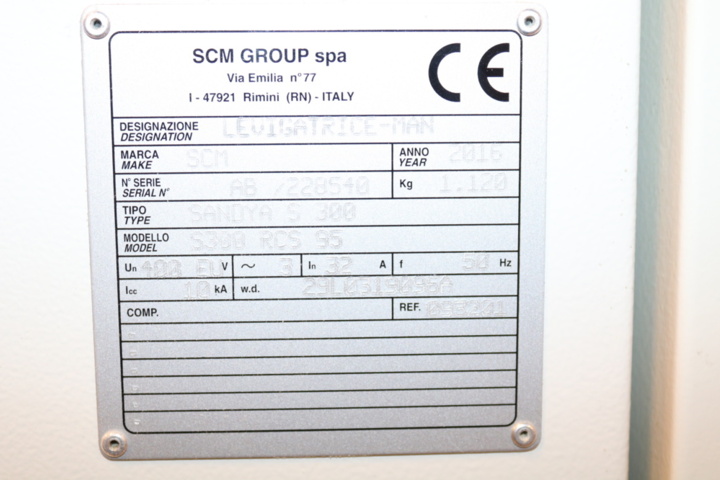 SCM GROUP spa
Via Emilia n°77
I - 47921 Rimini (RN) - ITALY
CE
DESIGNAZIONE LEVIGATRICE-MAN
DESIGNATION
MARCA SCM ANNO 2016
MAKE YEAR
N° SERIE AB /228540 Kg 1.120
SERIAL N°
TIPO SANDYA S 300
TYPE
MODELLO S300 RCS 95
MODEL
Un 400 EU V ~ 3 In 32 A f 50 Hz
Icc 10 kA w.d.
COMP. REF.